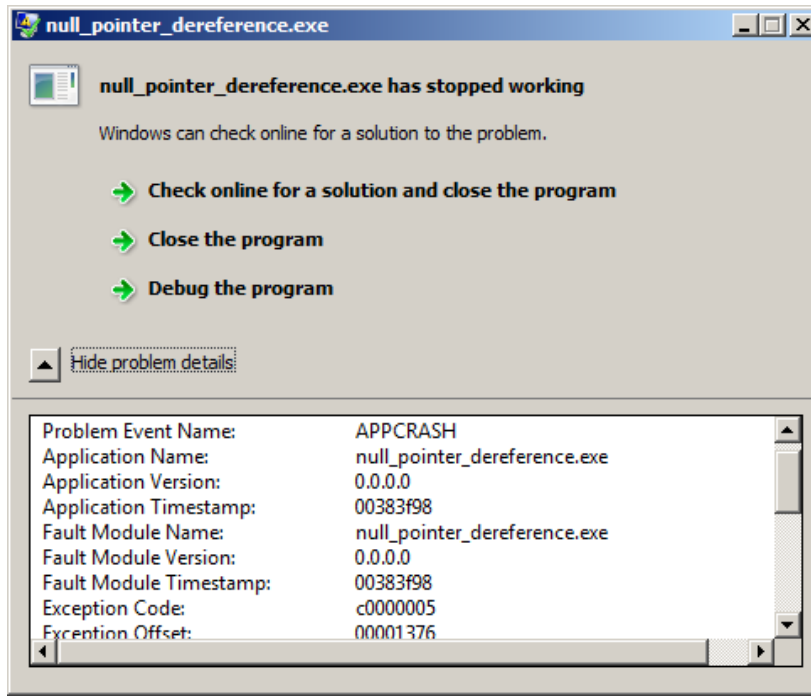 null_pointer_dereference.exe
null_pointer_dereference.exe has stopped working
Windows can check online for a solution to the problem.
Check online for a solution and close the program
Close the program
Debug the program
Hide problem details
Problem Event Name: APPCRASH
Application Name: null_pointer_dereference.exe
Application Version: 0.0.0.0
Application Timestamp: 00383f98
Fault Module Name: null_pointer_dereference.exe
Fault Module Version: 0.0.0.0
Fault Module Timestamp: 00383f98
Exception Code: c0000005
Exception Offset: 00001376